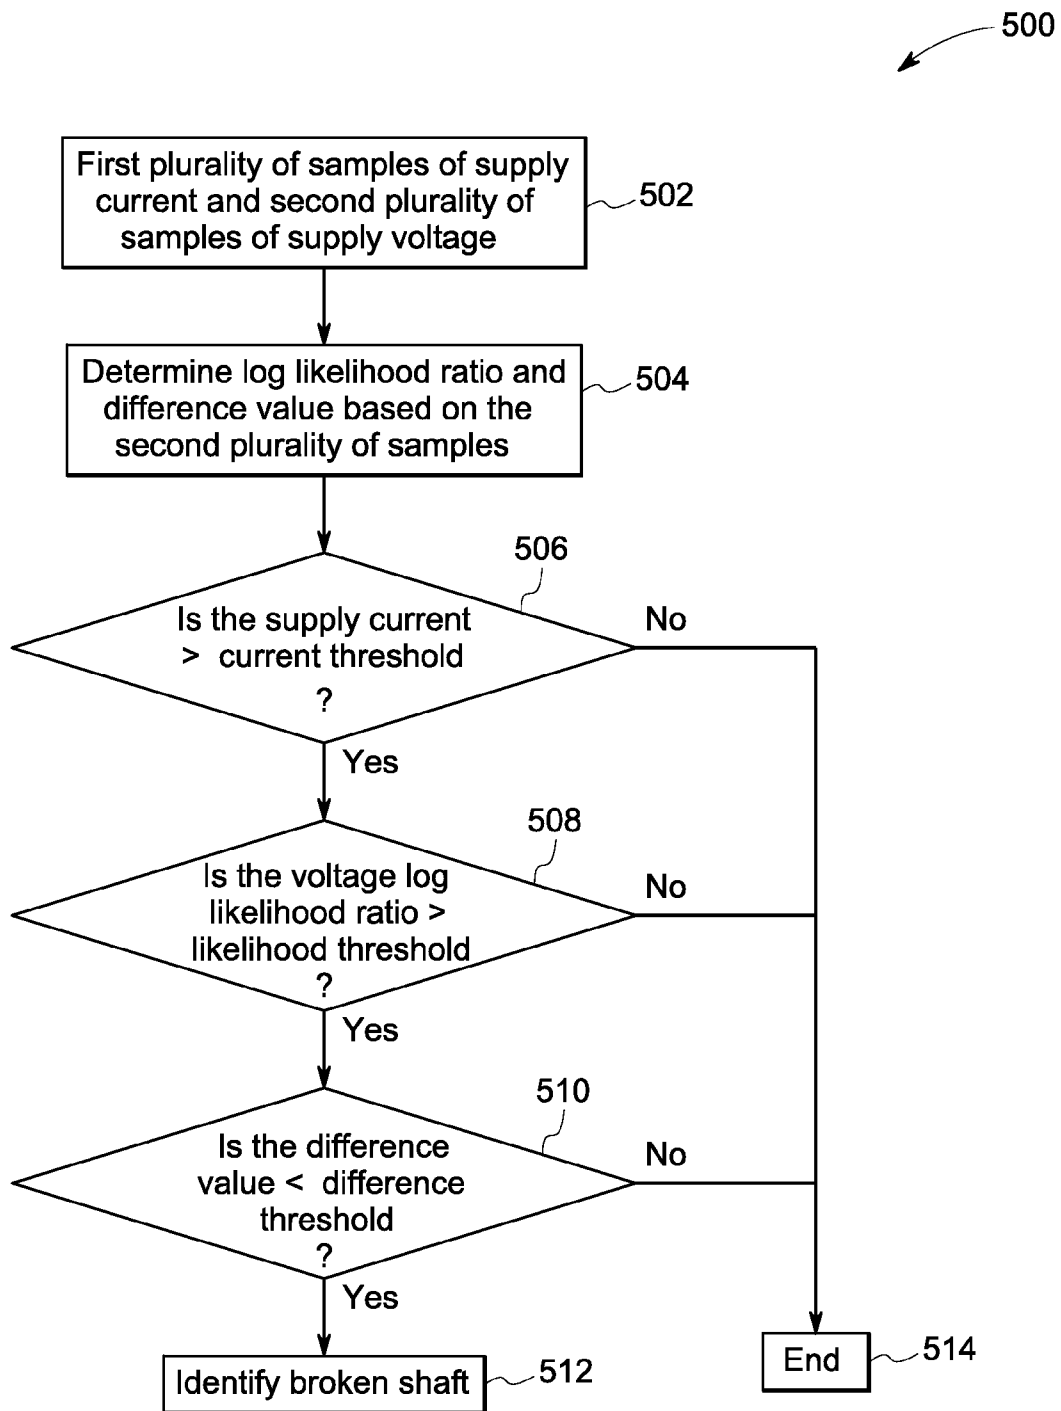 500
First plurality of samples of supply
current and second plurality of
samples of supply voltage
502
Determine log likelihood ratio and
difference value based on the
second plurality of samples
504
506
Is the supply current
> current threshold
?
No
Yes
508
Is the voltage log
likelihood ratio >
likelihood threshold
?
No
Yes
510
Is the difference
value < difference
threshold
?
No
Yes
Identify broken shaft
512
End
514